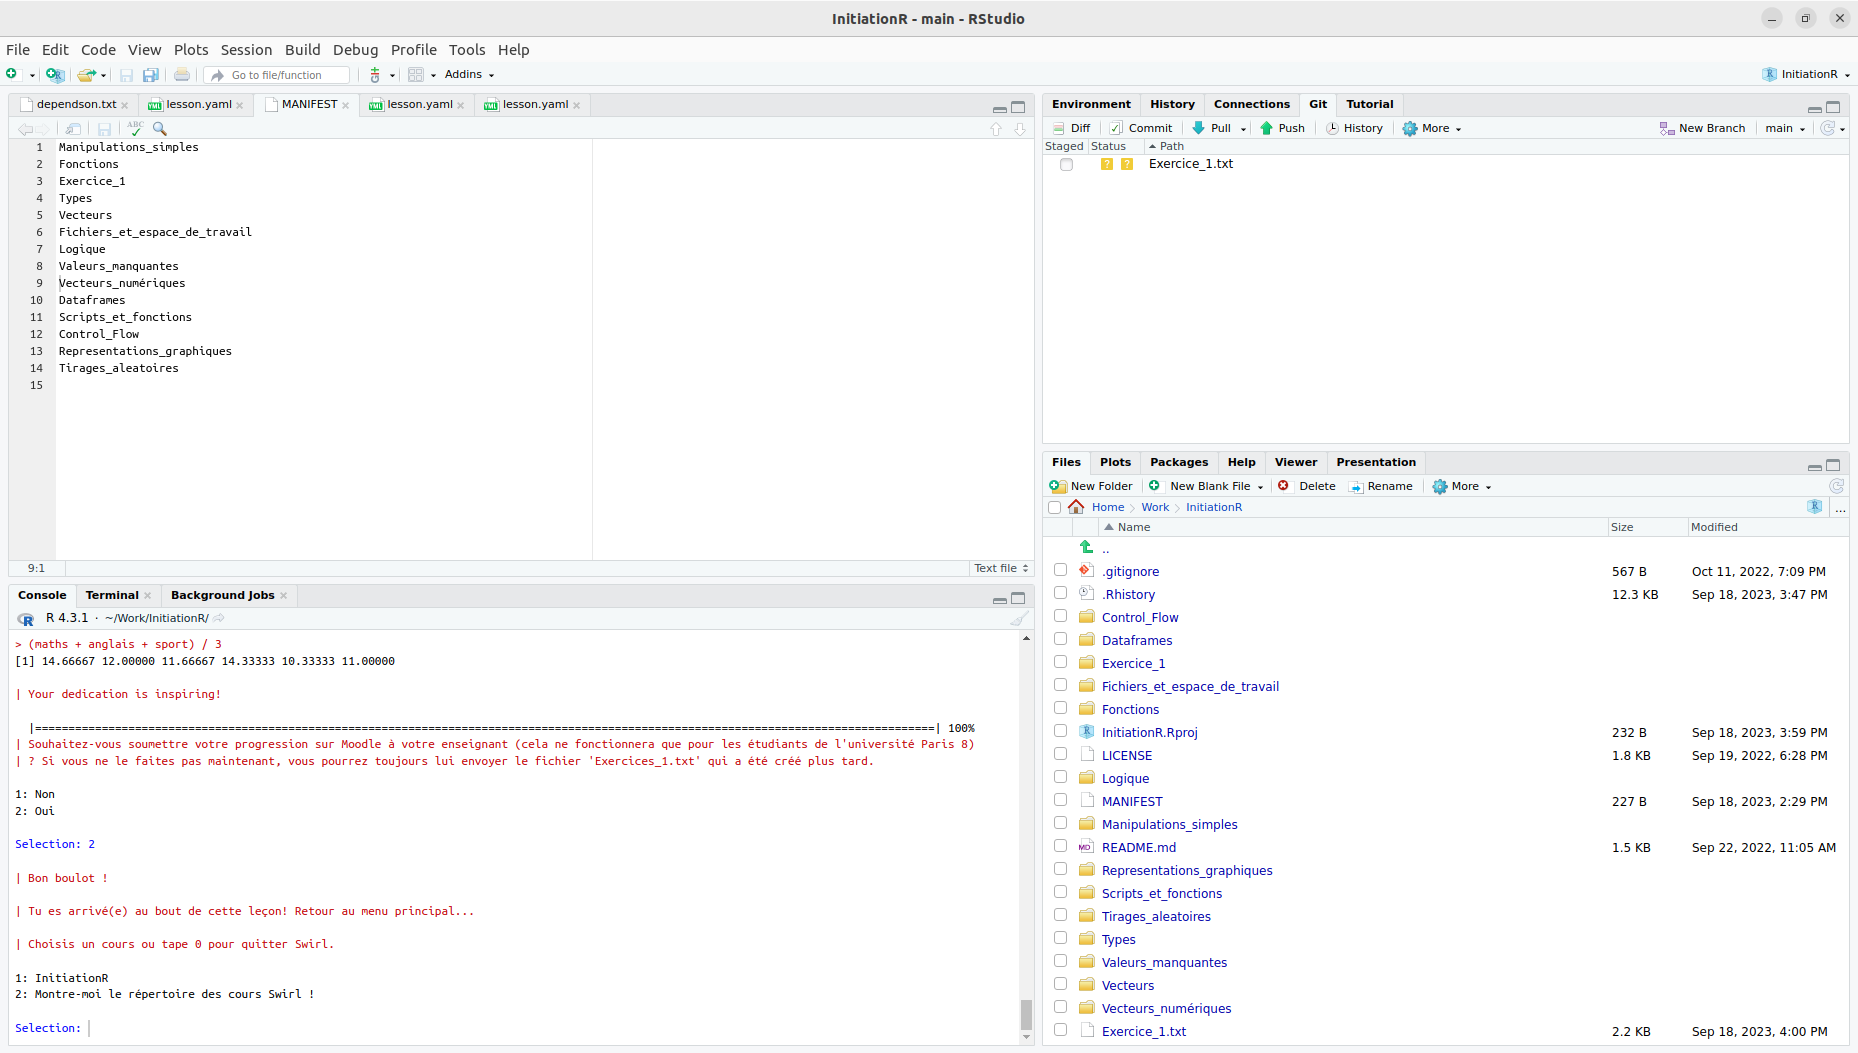 InitiationR - main - RStudio
File Edit Code View Plots Session Build Debug Profile Tools Help
Go to file/function Addins InitiationR
dependson.txt lesson.yaml MANIFEST lesson.yaml lesson.yaml
ABC
1 Manipulations_simples
2 Fonctions
3 Exercice_1
4 Types
5 Vecteurs
6 Fichiers_et_espace_de_travail
7 Logique
8 Valeurs_manquantes
9 Vecteurs_numériques
10 Dataframes
11 Scripts_et_fonctions
12 Control_Flow
13 Representations_graphiques
14 Tirages_aleatoires
15
9:1 Text file
Console Terminal Background Jobs
R 4.3.1 · ~/Work/InitiationR/
> (maths + anglais + sport) / 3
[1] 14.66667 12.00000 11.66667 14.33333 10.33333 11.00000
| Your dedication is inspiring!
|=======================================================================================================================================| 100%
| Souhaitez-vous soumettre votre progression sur Moodle à votre enseignant (cela ne fonctionnera que pour les étudiants de l'université Paris 8)
| ? Si vous ne le faites pas maintenant, vous pourrez toujours lui envoyer le fichier 'Exercices_1.txt' qui a été créé plus tard.
1: Non
2: Oui
Selection: 2
| Bon boulot !
| Tu es arrivé(e) au bout de cette leçon! Retour au menu principal...
| Choisis un cours ou tape 0 pour quitter Swirl.
1: InitiationR
2: Montre-moi le répertoire des cours Swirl !
Selection:
Environment History Connections Git Tutorial
Diff Commit Pull Push History More New Branch main
Staged Status Path
? ? Exercice_1.txt
Files Plots Packages Help Viewer Presentation
New Folder New Blank File Delete Rename More
Home Work InitiationR ...
Name Size Modified
..
.gitignore 567 B Oct 11, 2022, 7:09 PM
.Rhistory 12.3 KB Sep 18, 2023, 3:47 PM
Control_Flow
Dataframes
Exercice_1
Fichiers_et_espace_de_travail
Fonctions
InitiationR.Rproj 232 B Sep 18, 2023, 3:59 PM
LICENSE 1.8 KB Sep 19, 2022, 6:28 PM
Logique
MANIFEST 227 B Sep 18, 2023, 2:29 PM
Manipulations_simples
README.md 1.5 KB Sep 22, 2022, 11:05 AM
Representations_graphiques
Scripts_et_fonctions
Tirages_aleatoires
Types
Valeurs_manquantes
Vecteurs
Vecteurs_numériques
Exercice_1.txt 2.2 KB Sep 18, 2023, 4:00 PM